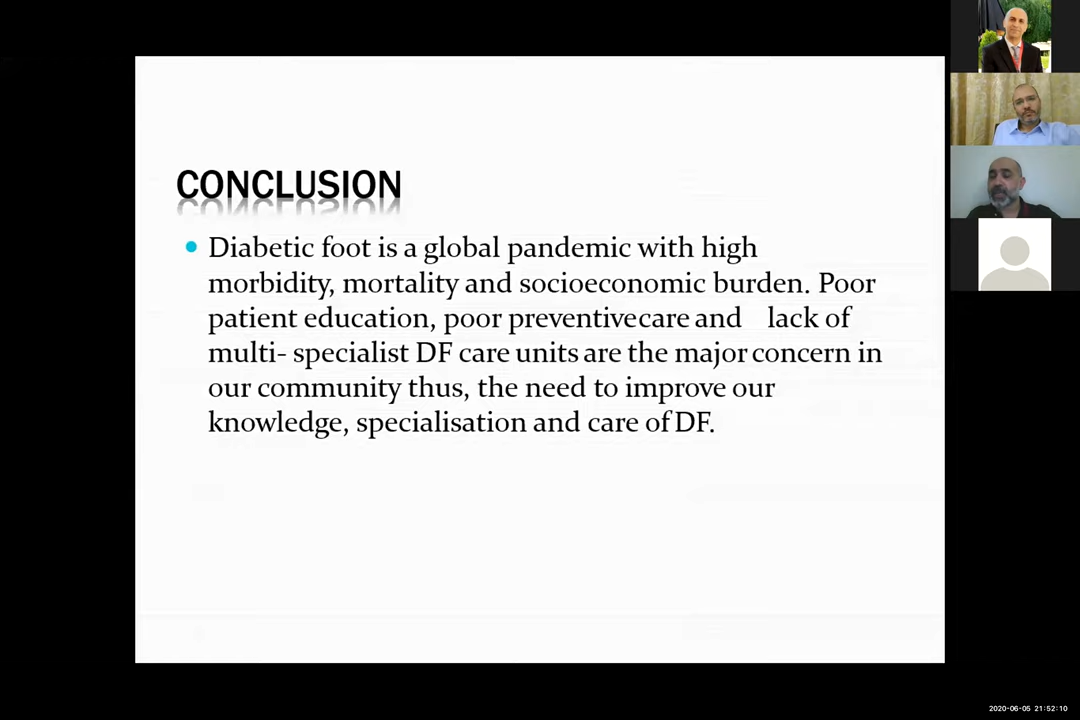 CONCLUSION
Diabetic foot is a global pandemic with high
morbidity, mortality and socioeconomic burden. Poor
patient education, poor preventivecare and lack of
multi- specialist DF care units are the major concern in
our community thus, the need to improve our
knowledge, specialisation and care of DF.
2020-06-05 21:52:10